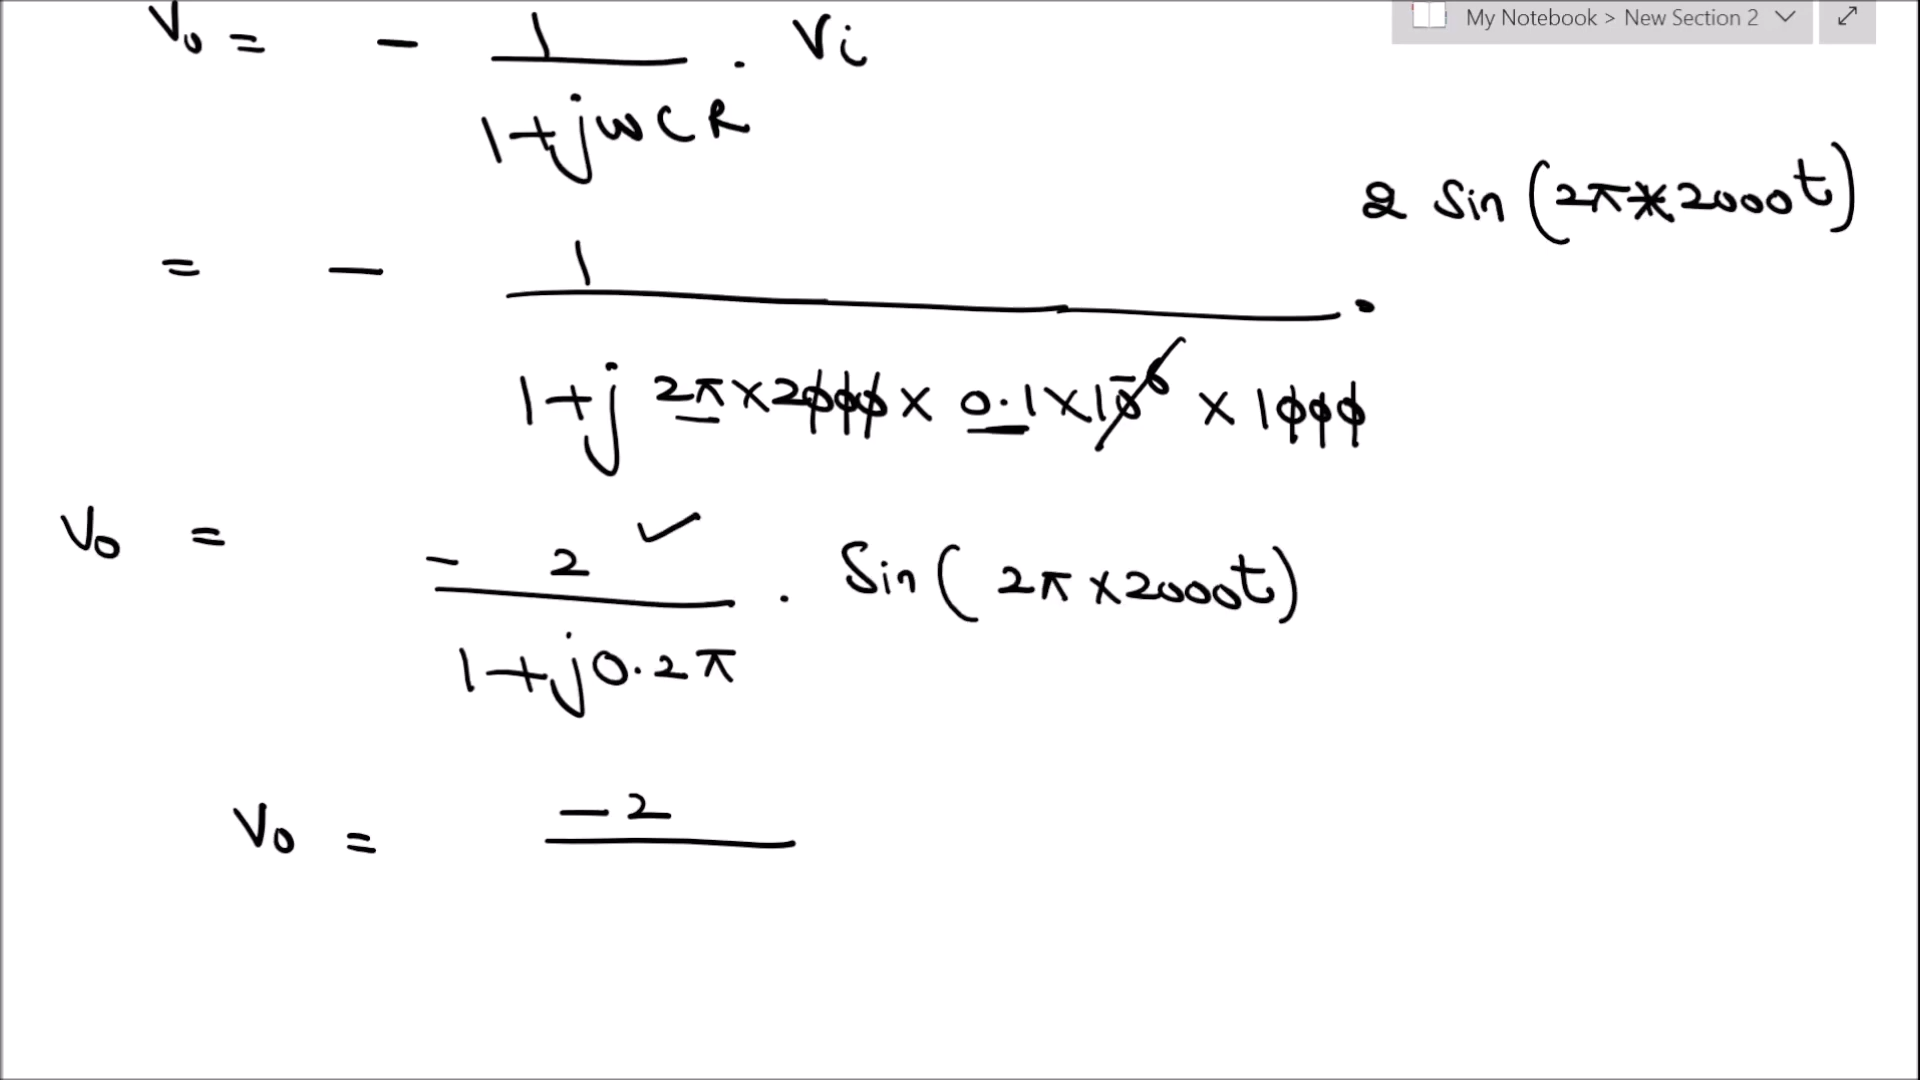 My Notebook > New Section 2
V₀ = - 1 / (1+jωCR) . Vi
= - 1 / (1+j 2π×2000 × 0.1×10⁻⁶ × 1000) . 2 Sin(2π×2000t)
V₀ = - 2 ✓ / (1+j0.2π) . Sin(2π×2000t)
V₀ = -2 /